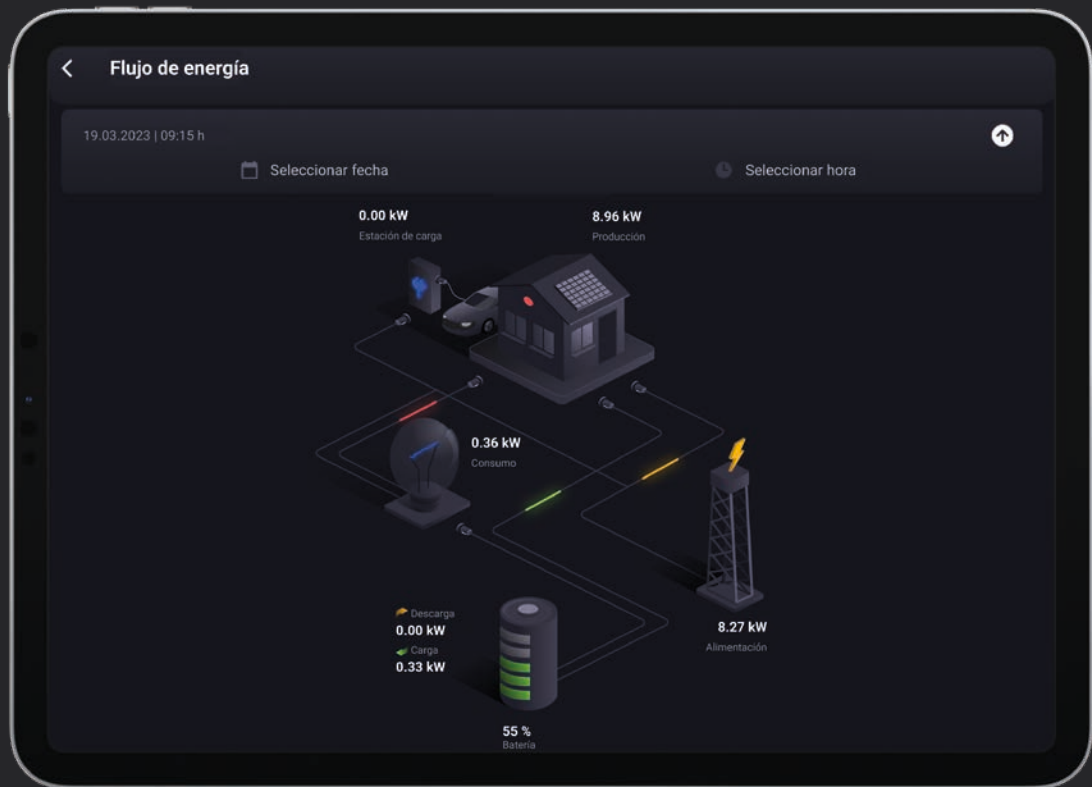 Flujo de energía
19.03.2023 | 09:15 h
Seleccionar fecha
Seleccionar hora
0.00 kW
Estación de carga
8.96 kW
Producción
0.36 kW
Consumo
Descarga
0.00 kW
Carga
0.33 kW
8.27 kW
Alimentación
55 %
Batería